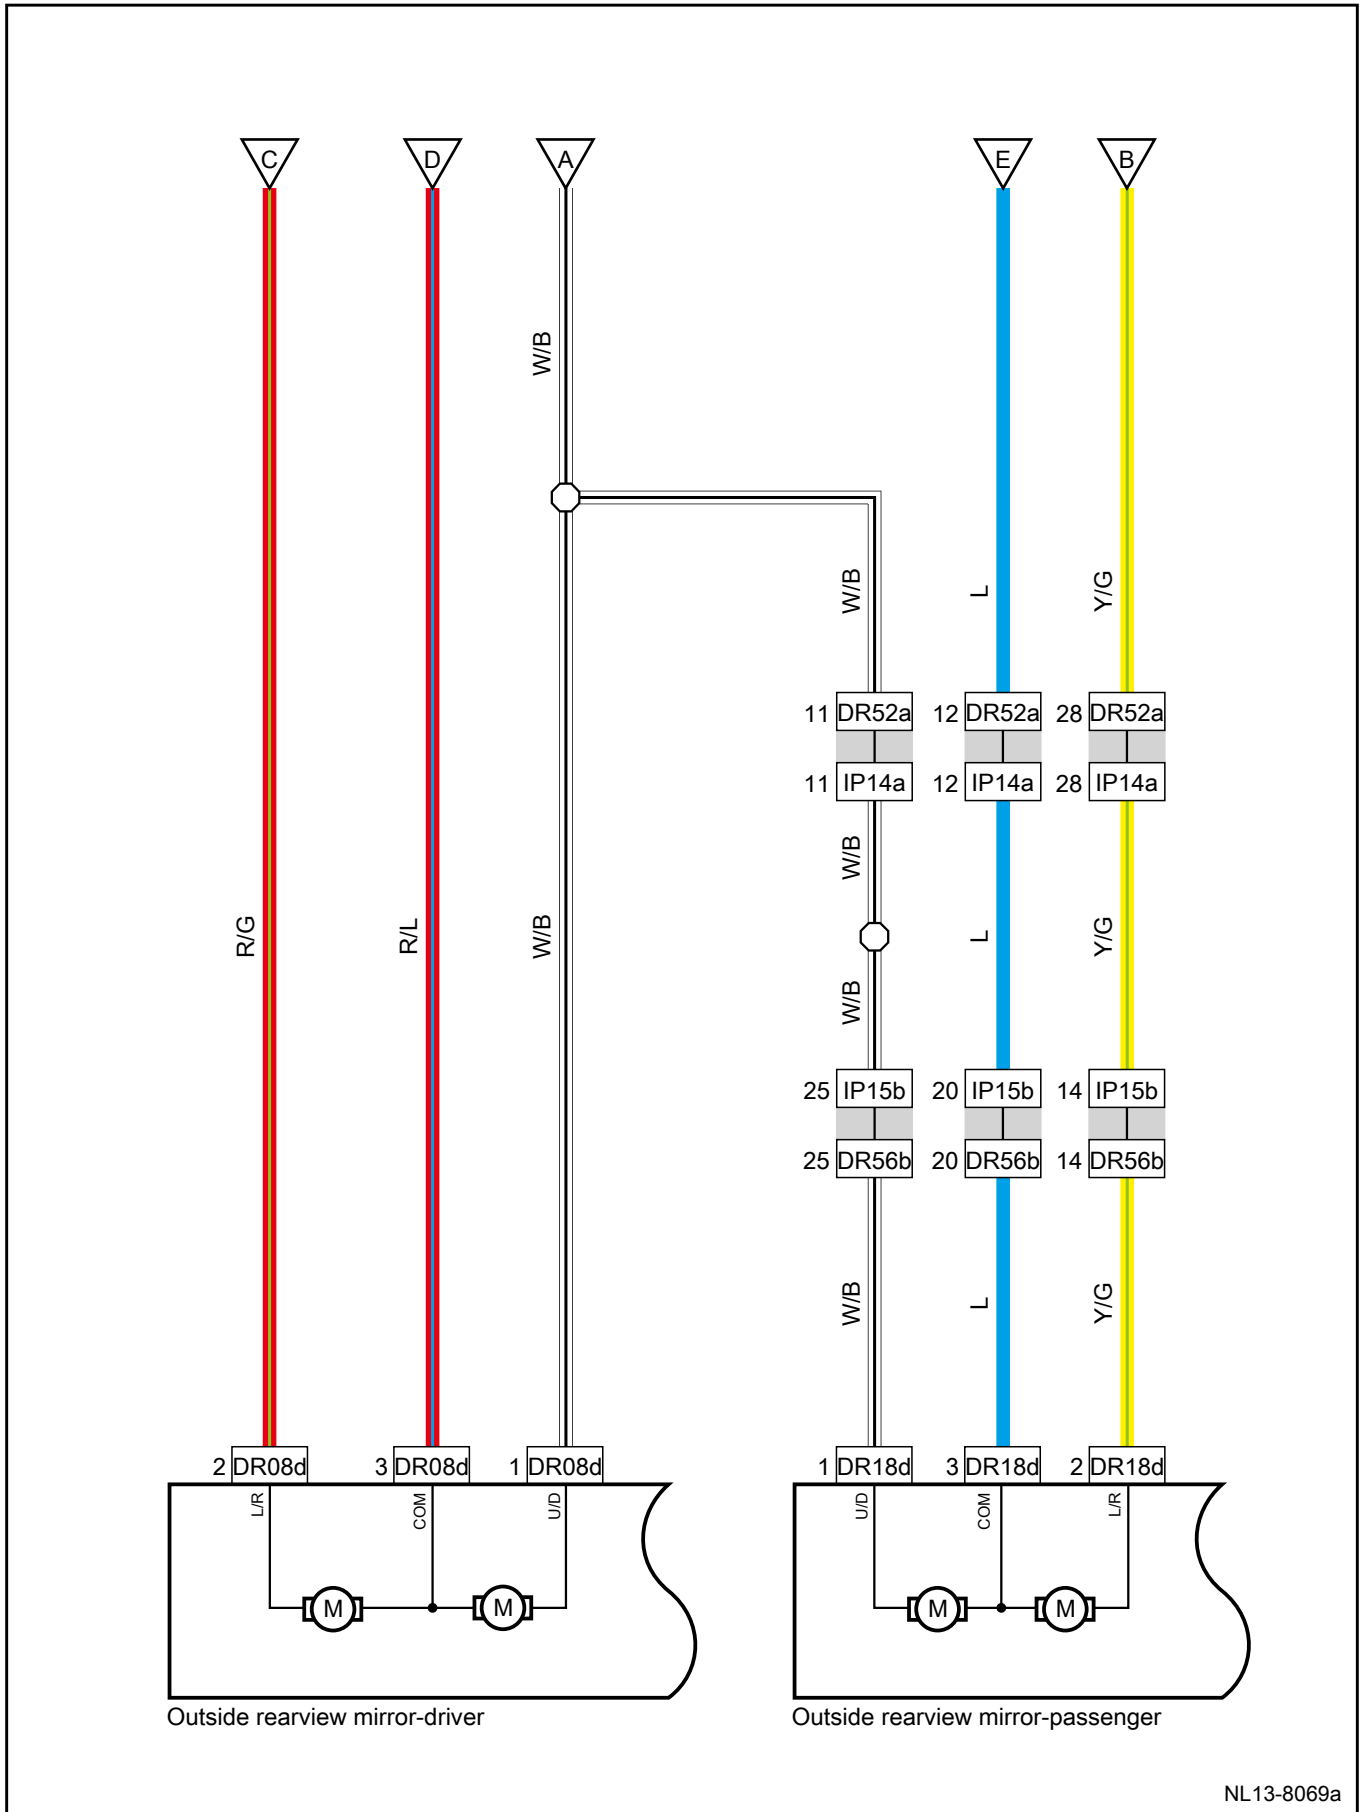 C D A E B
W/B
W/B L Y/G
11 DR52a 12 DR52a 28 DR52a
11 IP14a 12 IP14a 28 IP14a
W/B
R/G R/L W/B L Y/G
W/B
25 IP15b 20 IP15b 14 IP15b
25 DR56b 20 DR56b 14 DR56b
W/B L Y/G
2 DR08d 3 DR08d 1 DR08d 1 DR18d 3 DR18d 2 DR18d
L/R COM U/D U/D COM L/R
M M M M
Outside rearview mirror-driver Outside rearview mirror-passenger
NL13-8069a